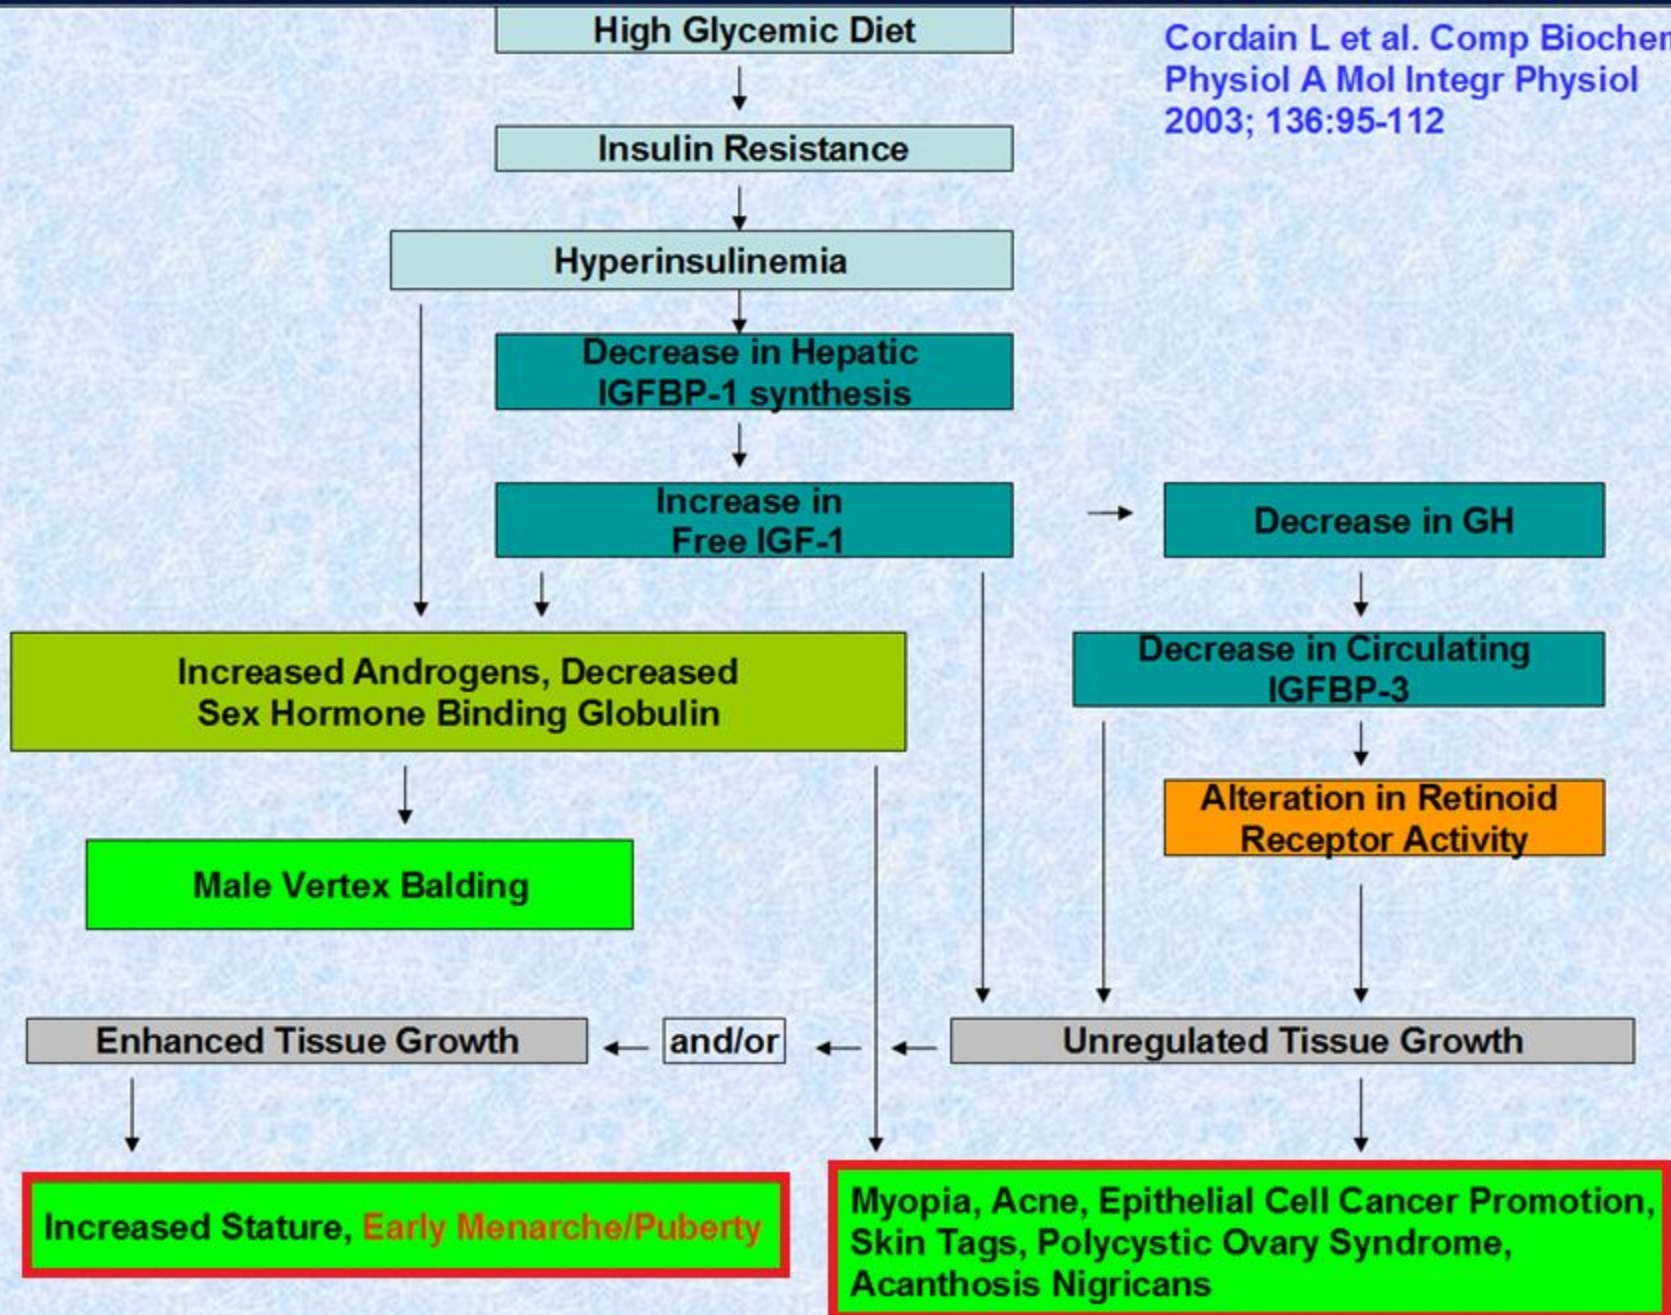 High Glycemic Diet
Cordain L et al. Comp Biochem
Physiol A Mol Integr Physiol
2003; 136:95-112
Insulin Resistance
Hyperinsulinemia
Decrease in Hepatic
IGFBP-1 synthesis
Increase in
Free IGF-1
Decrease in GH
Increased Androgens, Decreased
Sex Hormone Binding Globulin
Decrease in Circulating
IGFBP-3
Alteration in Retinoid
Receptor Activity
Male Vertex Balding
Enhanced Tissue Growth
and/or
Unregulated Tissue Growth
Increased Stature, Early Menarche/Puberty
Myopia, Acne, Epithelial Cell Cancer Promotion,
Skin Tags, Polycystic Ovary Syndrome,
Acanthosis Nigricans